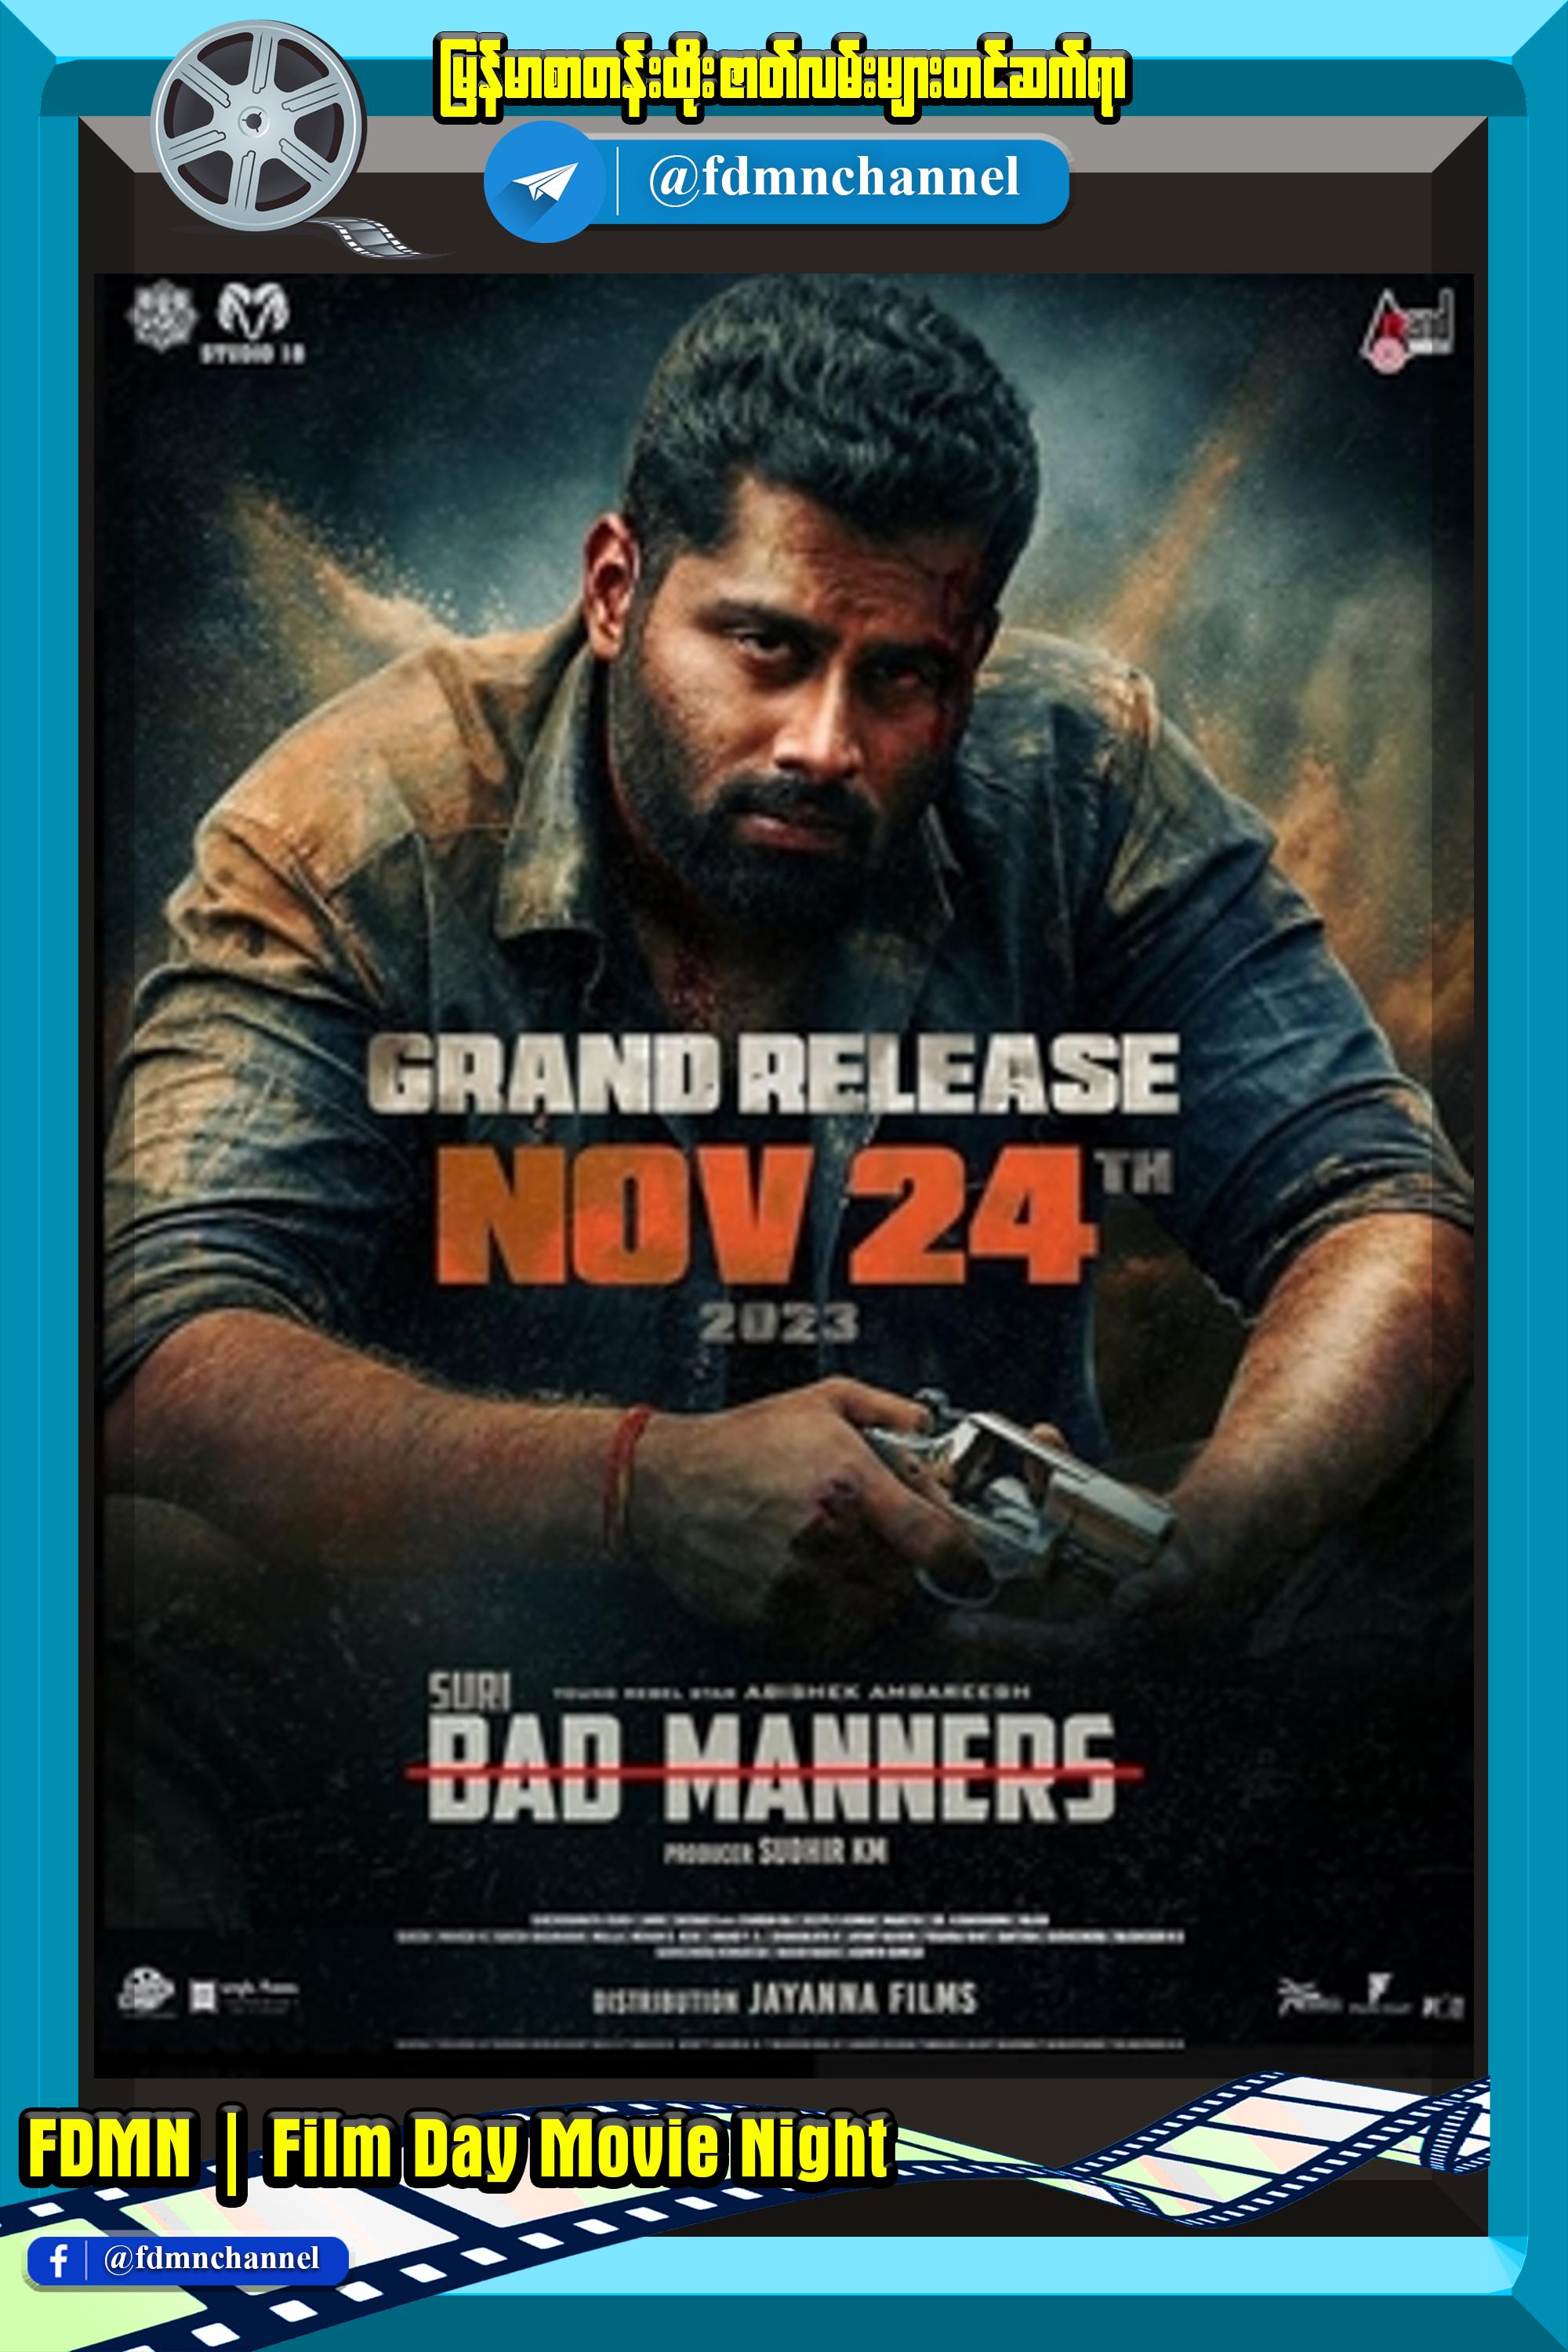 မြန်မာစာတန်းထိုးဇာတ်လမ်းများတင်ဆက်ရာ
@fdmnchannel
STUDIO 18
GRAND RELEASE
NOV 24TH
2023
SURI YOUNG REBEL STAR ABISHEK AMBAREESH
BAD MANNERS
PRODUCER SUDHIR KM
DISTRIBUTION JAYANNA FILMS
FDMN | Film Day Movie Night
@fdmnchannel